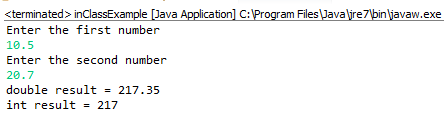 <terminated> inClassExample [Java Application] C:\Program Files\Java\jre7\bin\javaw.exe
Enter the first number
10.5
Enter the second number
20.7
double result = 217.35
int result = 217